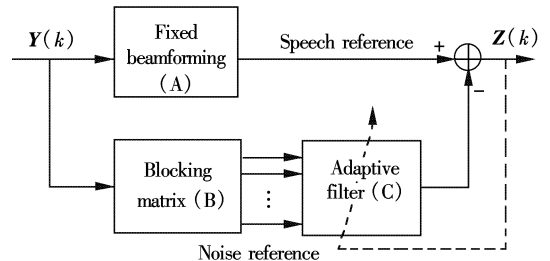 Y(k)
Fixed
beamforming
(A)
Speech reference
+
Z(k)
−
Blocking
matrix (B)
⋮
Adaptive
filter (C)
Noise reference